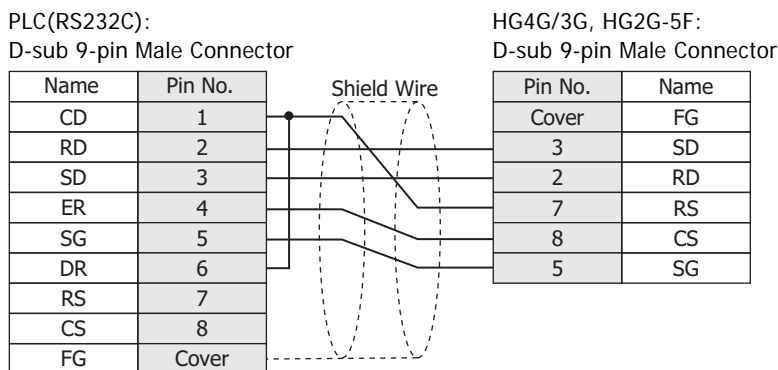 PLC(RS232C):
D-sub 9-pin Male Connector
HG4G/3G, HG2G-5F:
D-sub 9-pin Male Connector
Name Pin No.
CD 1
RD 2
SD 3
ER 4
SG 5
DR 6
RS 7
CS 8
FG Cover
Shield Wire
Pin No. Name
Cover FG
3 SD
2 RD
7 RS
8 CS
5 SG